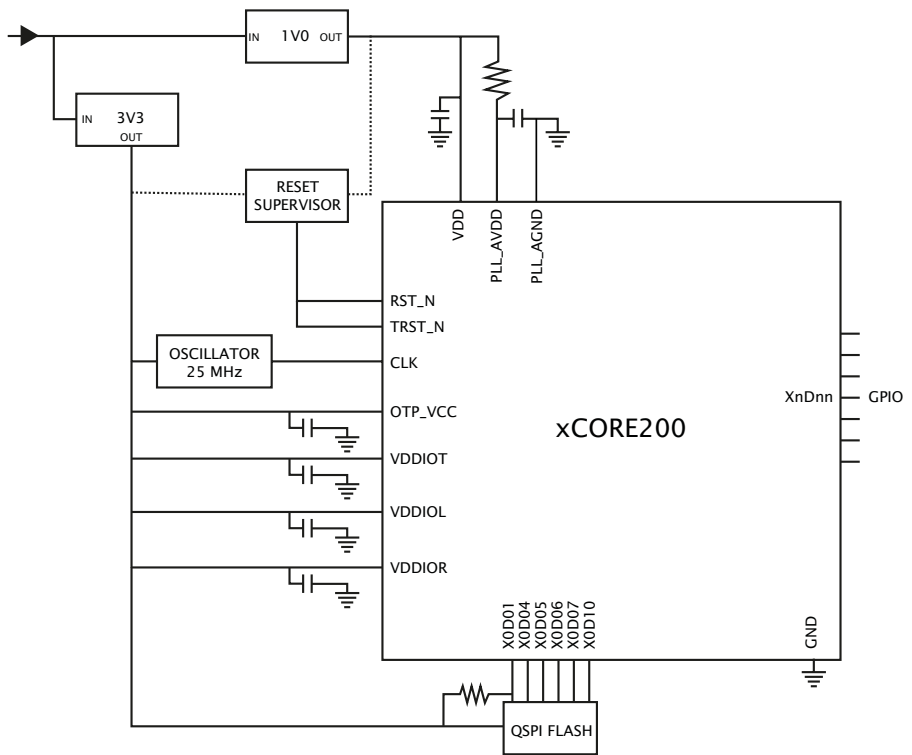 IN 1V0 OUT
IN 3V3
OUT
RESET
SUPERVISOR
VDD
PLL_AVDD
PLL_AGND
RST_N
TRST_N
OSCILLATOR
25 MHz
CLK
OTP_VCC
VDDIOT
VDDIOL
VDDIOR
xCORE200
XnDnn
GPIO
X0D01
X0D04
X0D05
X0D06
X0D07
X0D10
GND
QSPI FLASH